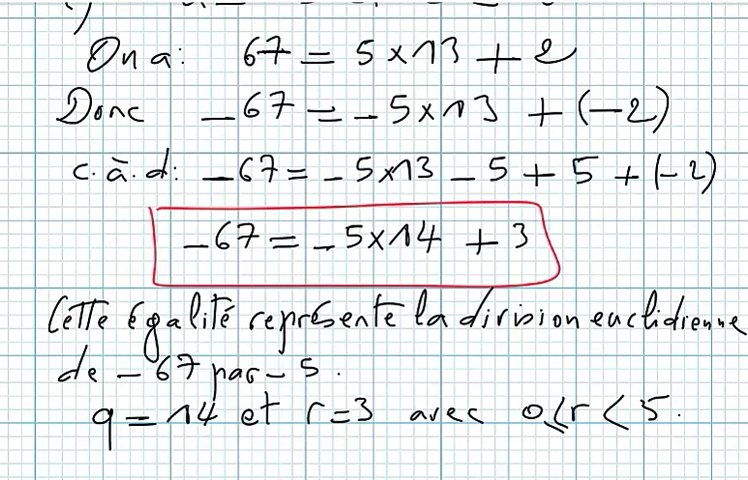 On a: 67 = 5×13 + 2
Donc -67 = -5×13 + (-2)
c.à.d: -67 = -5×13 - 5 + 5 + (-2)
-67 = -5×14 + 3
Cette égalité représente la division euclidienne
de -67 par -5.
q = 14 et r = 3 avec 0 ≤ r < 5.